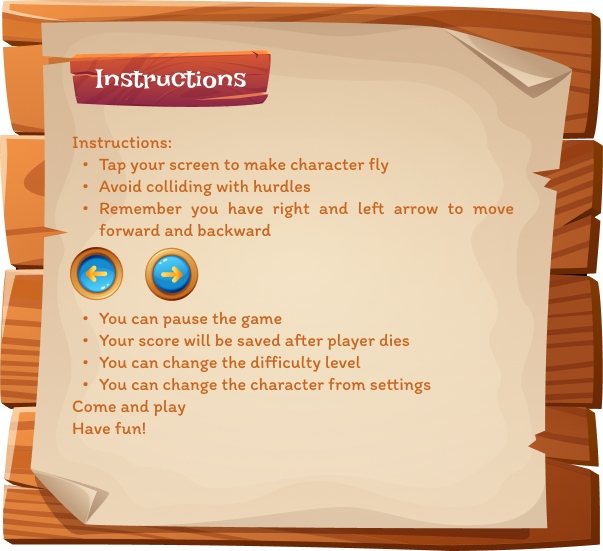 Instructions
Instructions:
• Tap your screen to make character fly
• Avoid colliding with hurdles
• Remember you have right and left arrow to move
forward and backward
• You can pause the game
• Your score will be saved after player dies
• You can change the difficulty level
• You can change the character from settings
Come and play
Have fun!